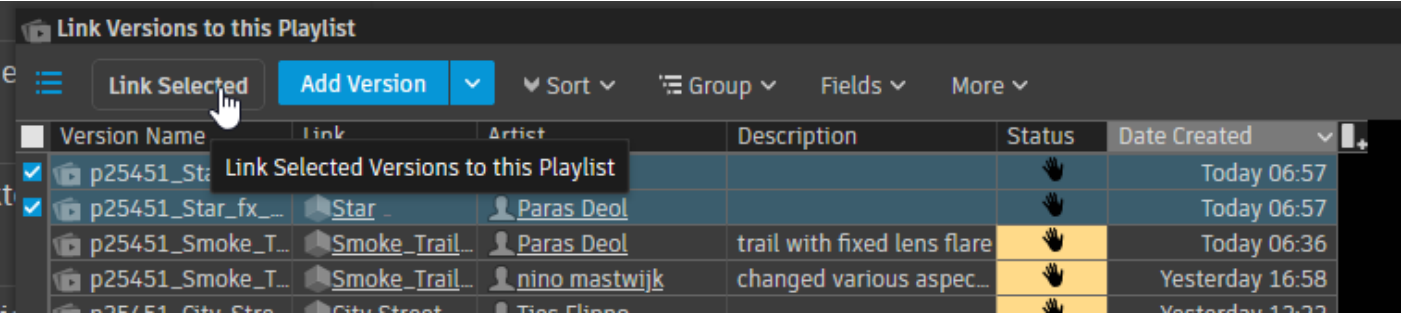 Link Versions to this Playlist
Link Selected Add Version Sort Group Fields More
Version Name Link Artist Description Status Date Created
Link Selected Versions to this Playlist
p25451_Sta Today 06:57
p25451_Star_fx_... Star Paras Deol Today 06:57
p25451_Smoke_T... Smoke_Trail... Paras Deol trail with fixed lens flare Today 06:36
p25451_Smoke_T... Smoke_Trail... nino mastwijk changed various aspec... Yesterday 16:58